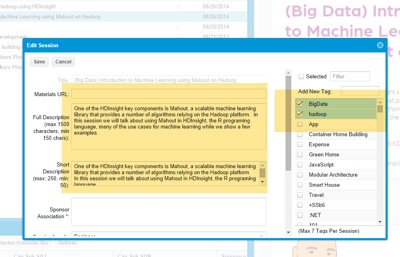 Hadoop using HDInsight 08/26/2014
Machine Learning using Mahout on Hadoop 08/25/2014
(Big Data) Intro
to Machine Lea
Edit Session
Save Cancel
Title (Big Data) Introduction to Machine Learning using Mahout on Hadoop
Materials URL:
Full Description
(max 1500
characters. min
150 chars):
One of the HDInsight key components is Mahout, a scalable machine learning
library that provides a number of algorithms relying on the Hadoop platform. In
this session we will talk about using Mahout in HDInsight, the R programing
language, many of the use cases for machine learning while we show a few
examples.
Short
Description
(max: 250. min:
50):
One of the HDInsight key components is Mahout, a scalable machine learning
library that provides a number of algorithms relying on the Hadoop platform.
In this session we will talk about using Mahout in HDInsight, the R programing
language
Sponsor
Association *:
Selected Filter
Add New Tag:
BigData
hadoop
App
Container Home Building
Expense
Green Home
JavaScript
Modular Architecture
Smart House
Travel
+SSb6
.NET
101
(Max 7 Tags Per Session)